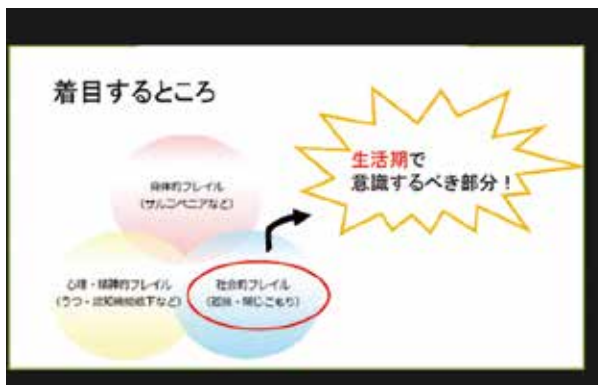 着目するところ
生活期で
意識するべき部分！
身体的フレイル
(サルコペニアなど)
心理・精神的フレイル
(うつ・認知機能低下など)
社会的フレイル
(孤独・閉じこもり)